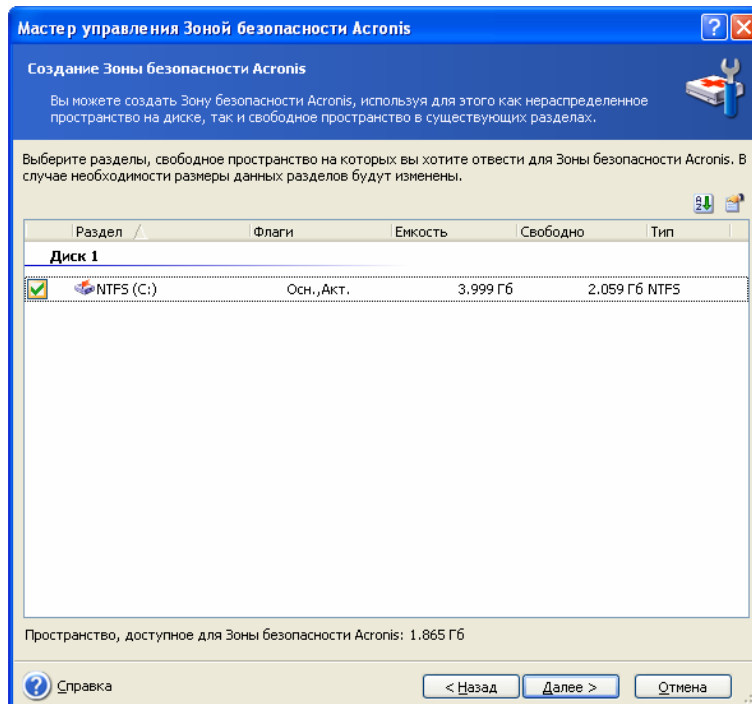 Мастер управления Зоной безопасности Acronis
Создание Зоны безопасности Acronis
Вы можете создать Зону безопасности Acronis, используя для этого как нераспределенное
пространство на диске, так и свободное пространство в существующих разделах.
Выберите разделы, свободное пространство на которых вы хотите отвести для Зоны безопасности Acronis. В
случае необходимости размеры данных разделов будут изменены.
Раздел Флаги Емкость Свободно Тип
Диск 1
NTFS (C:) Осн.,Акт. 3.999 Гб 2.059 Гб NTFS
Пространство, доступное для Зоны безопасности Acronis: 1.865 Гб
Справка < Назад Далее > Отмена